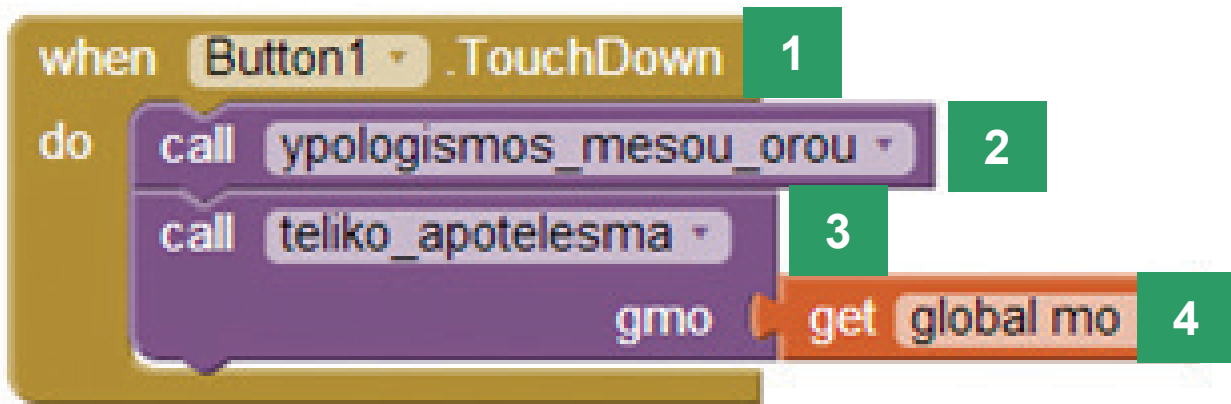 when Button1 .TouchDown 1
do call ypologismos_mesou_orou 2
call teliko_apotelesma 3
gmo get global mo 4